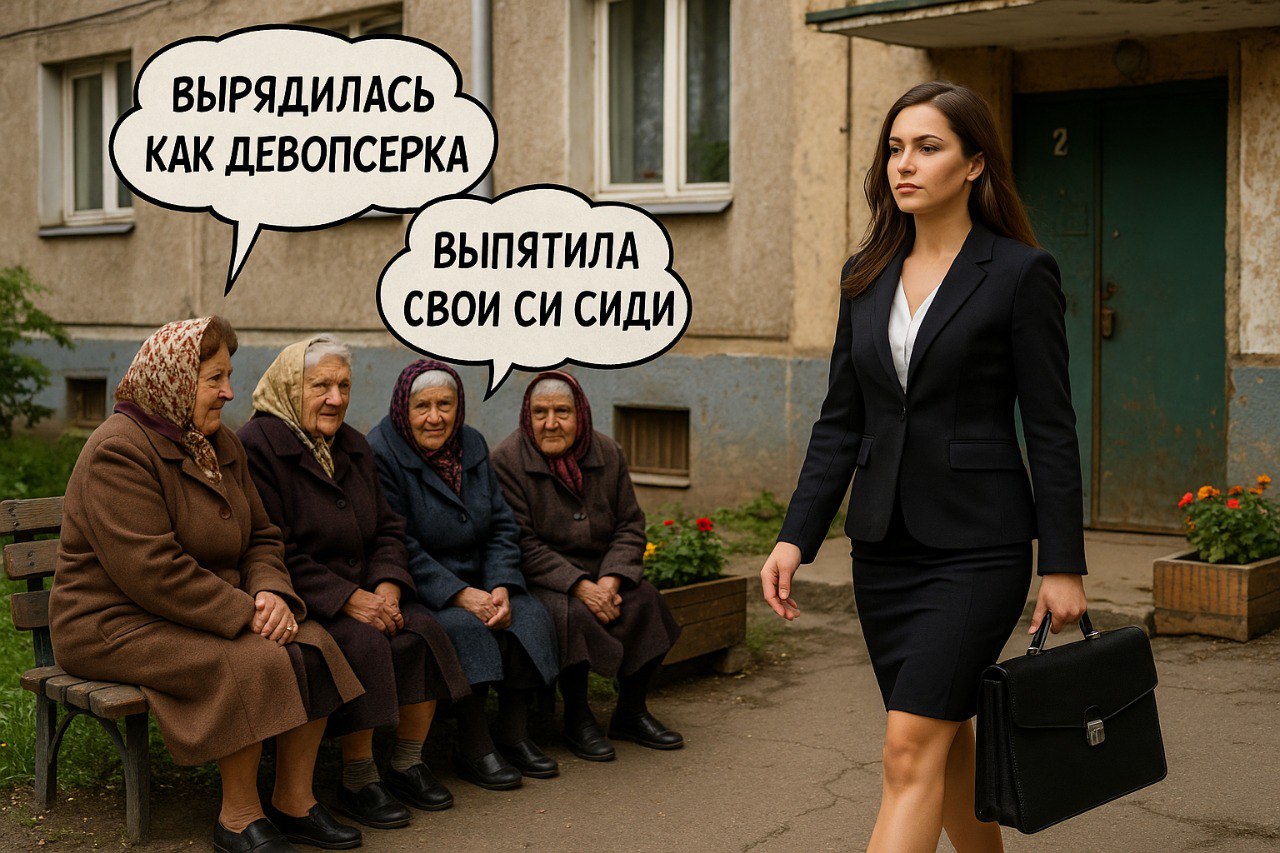 ВЫРЯДИЛАСЬ
КАК ДЕВОПСЕРКА
ВЫПЯТИЛА
СВОИ СИ СИДИ
2